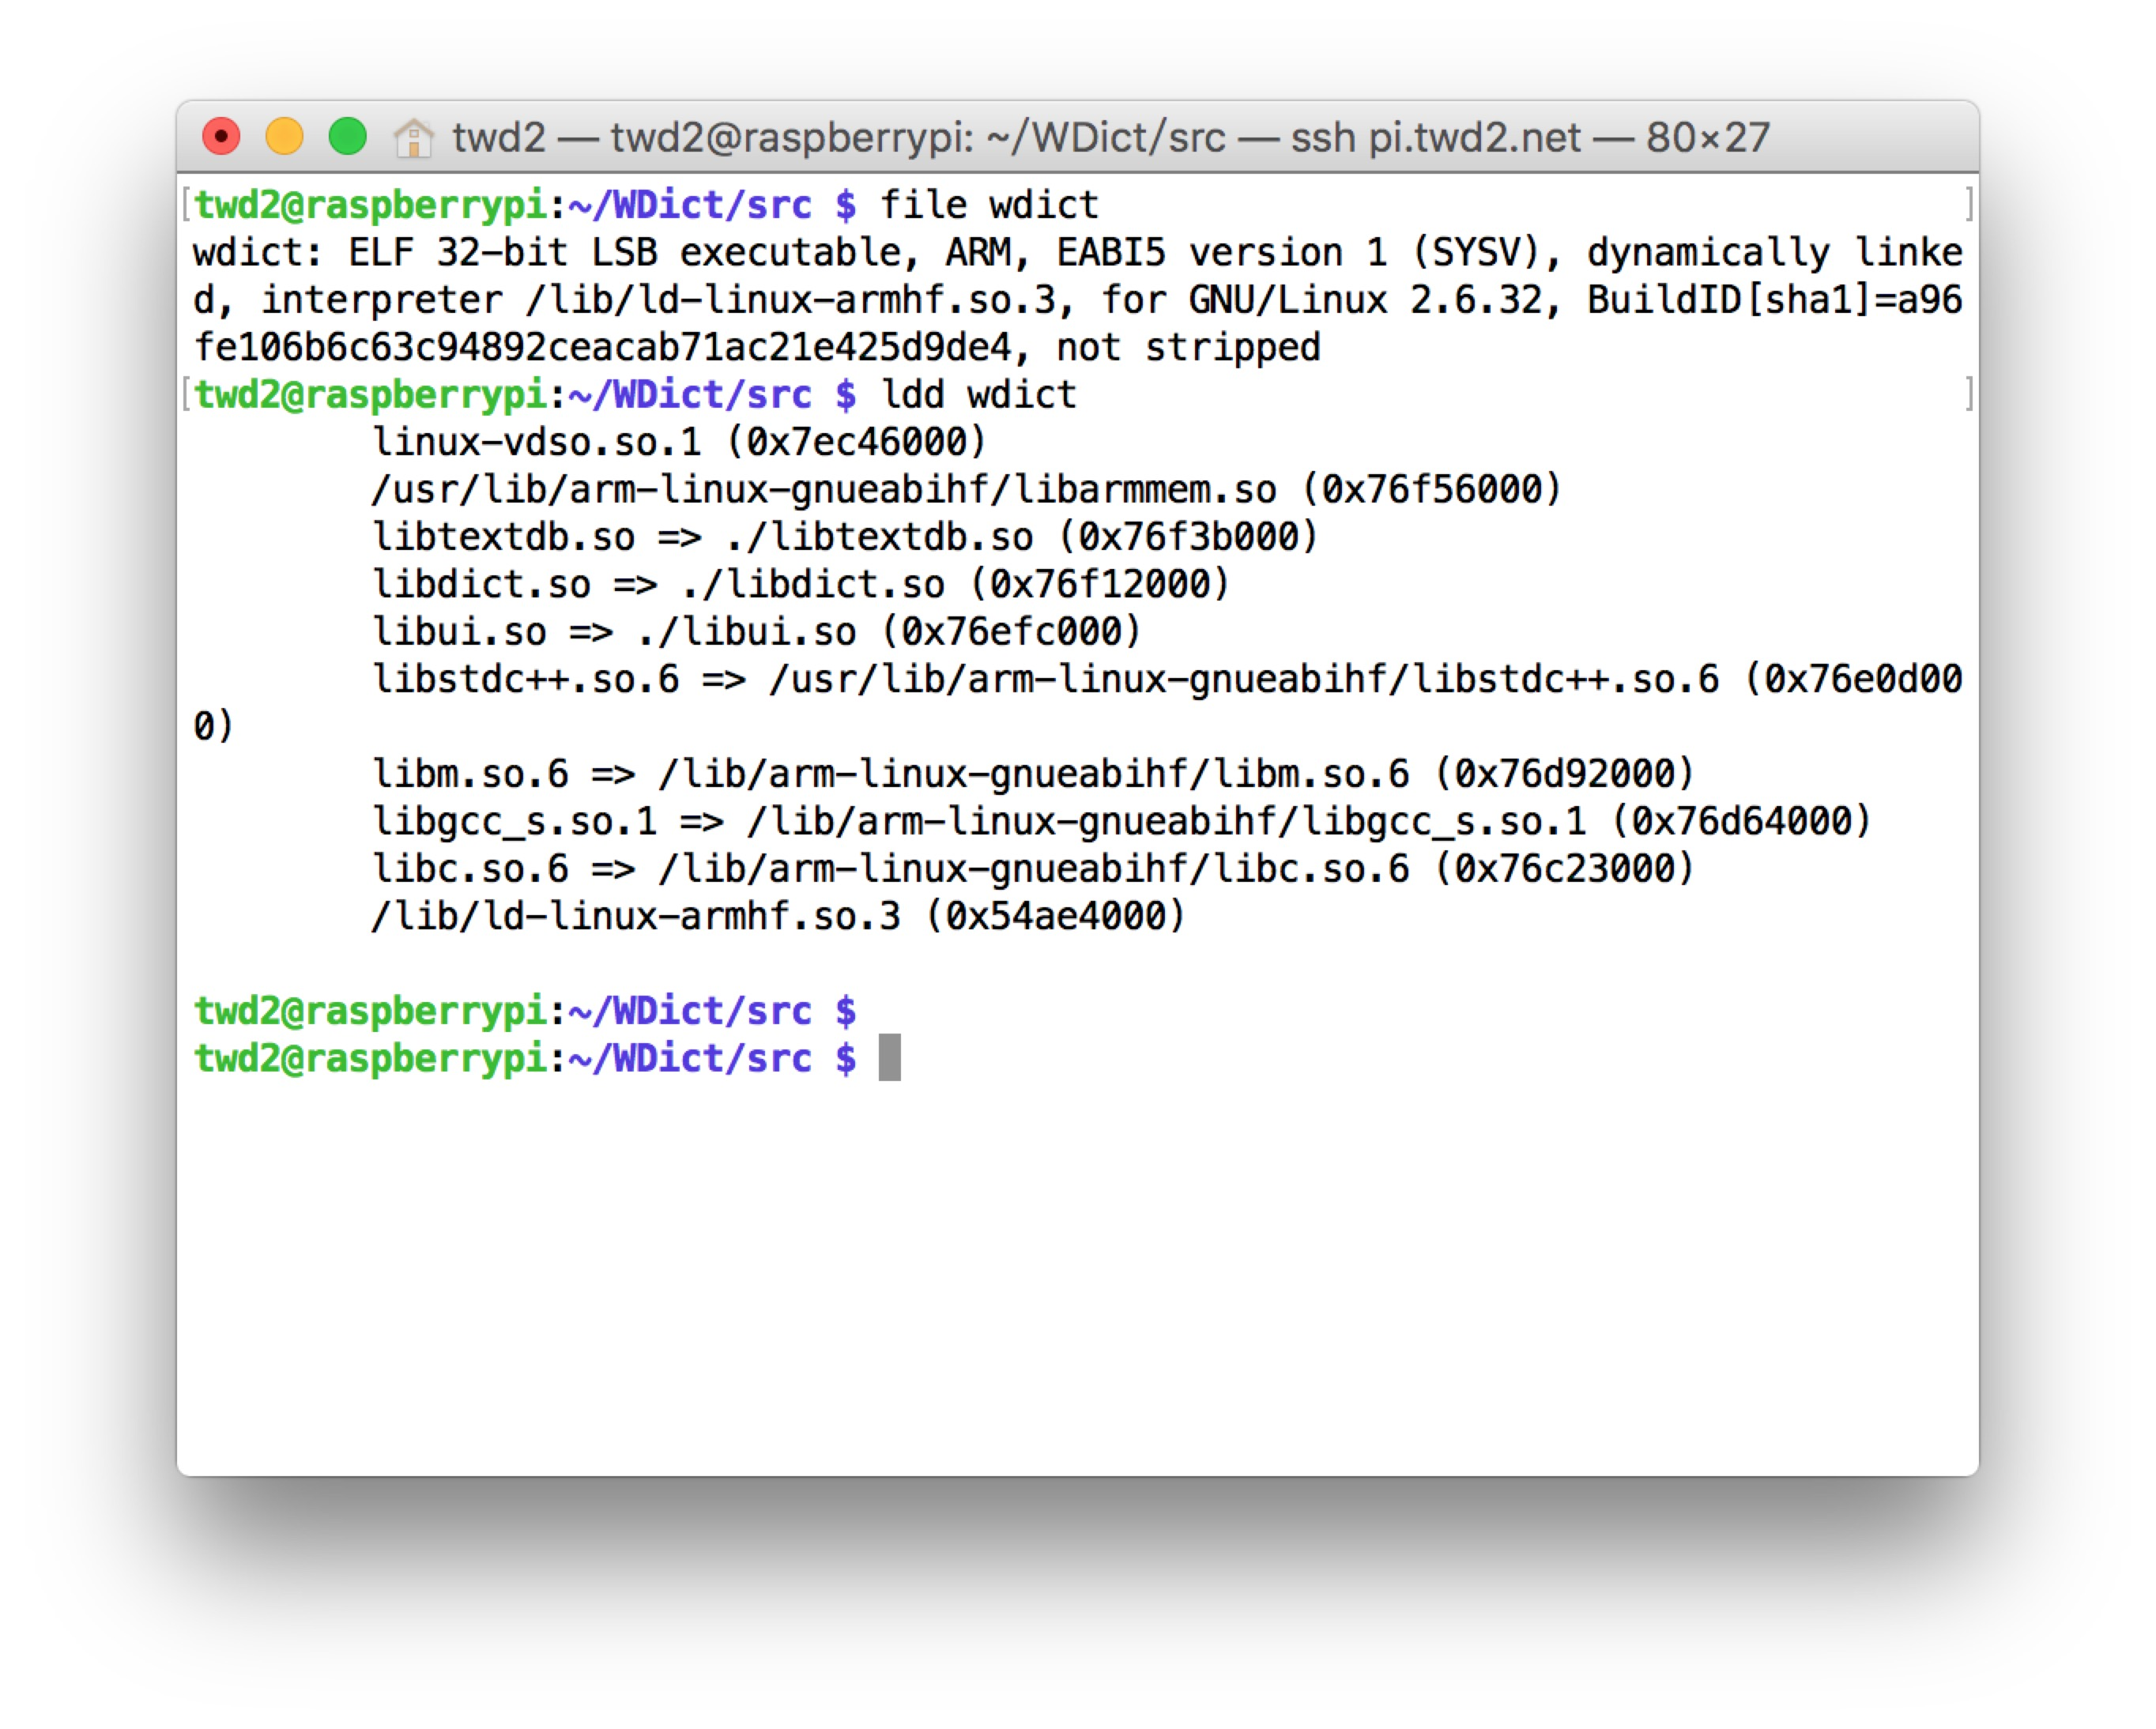 twd2 — twd2@raspberrypi: ~/WDict/src — ssh pi.twd2.net — 80×27
[twd2@raspberrypi:~/WDict/src $ file wdict ]
wdict: ELF 32-bit LSB executable, ARM, EABI5 version 1 (SYSV), dynamically linke
d, interpreter /lib/ld-linux-armhf.so.3, for GNU/Linux 2.6.32, BuildID[sha1]=a96
fe106b6c63c94892ceacab71ac21e425d9de4, not stripped
[twd2@raspberrypi:~/WDict/src $ ldd wdict ]
linux-vdso.so.1 (0x7ec46000)
/usr/lib/arm-linux-gnueabihf/libarmmem.so (0x76f56000)
libtextdb.so => ./libtextdb.so (0x76f3b000)
libdict.so => ./libdict.so (0x76f12000)
libui.so => ./libui.so (0x76efc000)
libstdc++.so.6 => /usr/lib/arm-linux-gnueabihf/libstdc++.so.6 (0x76e0d00
0)
libm.so.6 => /lib/arm-linux-gnueabihf/libm.so.6 (0x76d92000)
libgcc_s.so.1 => /lib/arm-linux-gnueabihf/libgcc_s.so.1 (0x76d64000)
libc.so.6 => /lib/arm-linux-gnueabihf/libc.so.6 (0x76c23000)
/lib/ld-linux-armhf.so.3 (0x54ae4000)
twd2@raspberrypi:~/WDict/src $
twd2@raspberrypi:~/WDict/src $